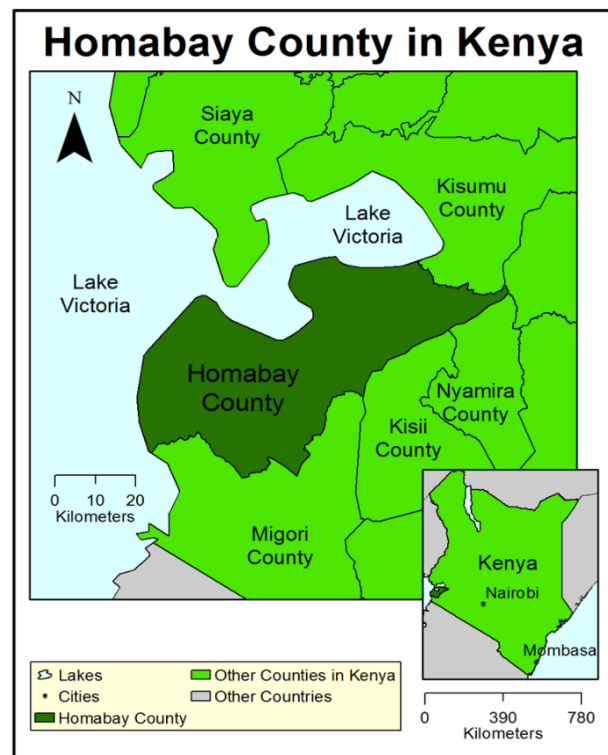 Homabay County in Kenya
N
Siaya
County
Kisumu
County
Lake
Victoria
Lake
Victoria
Homabay
County
Nyamira
County
Kisii
County
0 10 20
Kilometers
Migori
County
Kenya
Nairobi
Mombasa
Lakes
Cities
Homabay County
Other Counties in Kenya
Other Countries
0 390 780
Kilometers